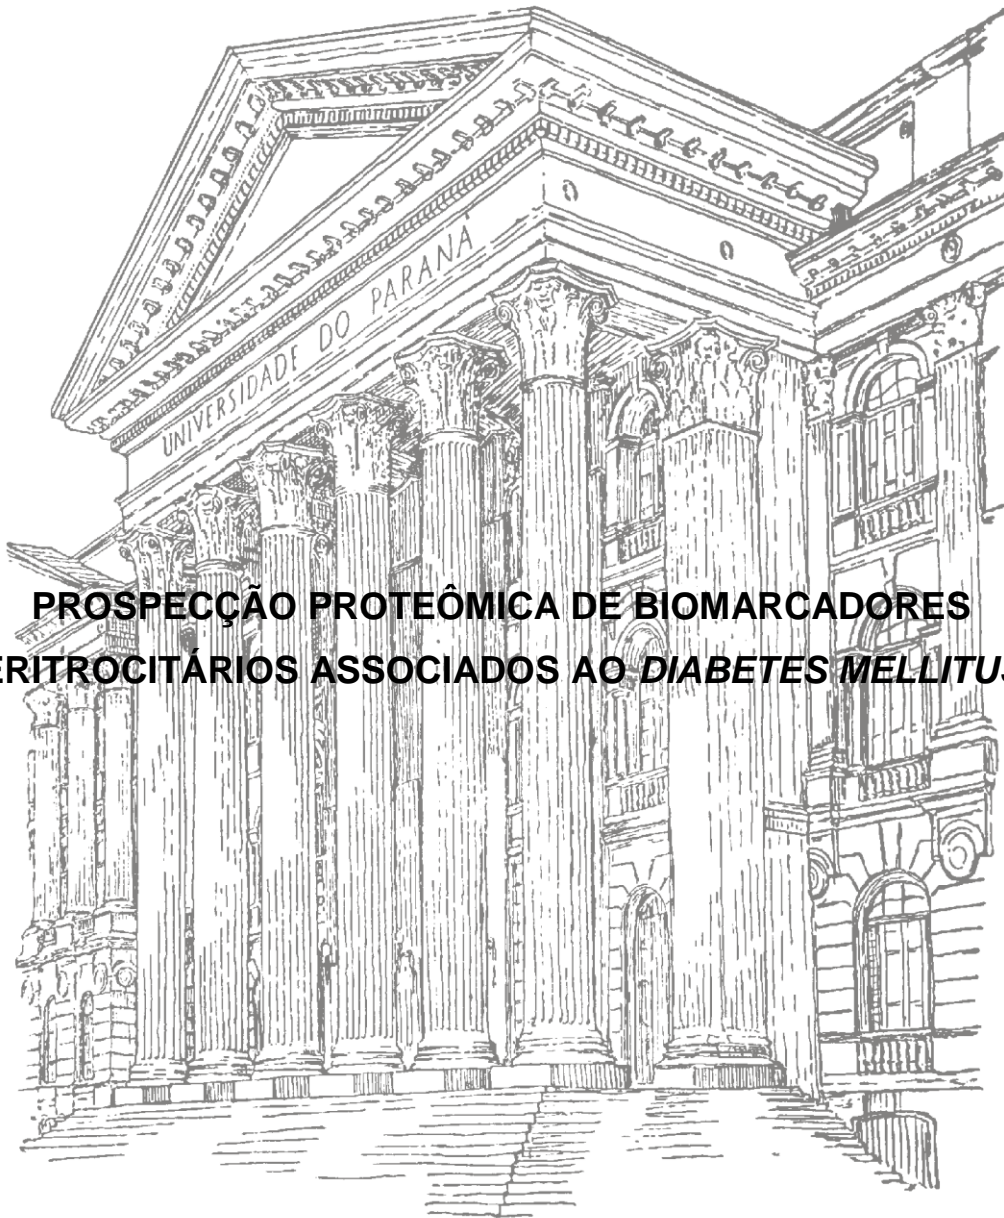 UNIVERSIDADE DO PARANÁ
PROSPECÇÃO PROTEÔMICA DE BIOMARCADORES
ERITROCITÁRIOS ASSOCIADOS AO DIABETES MELLITUS